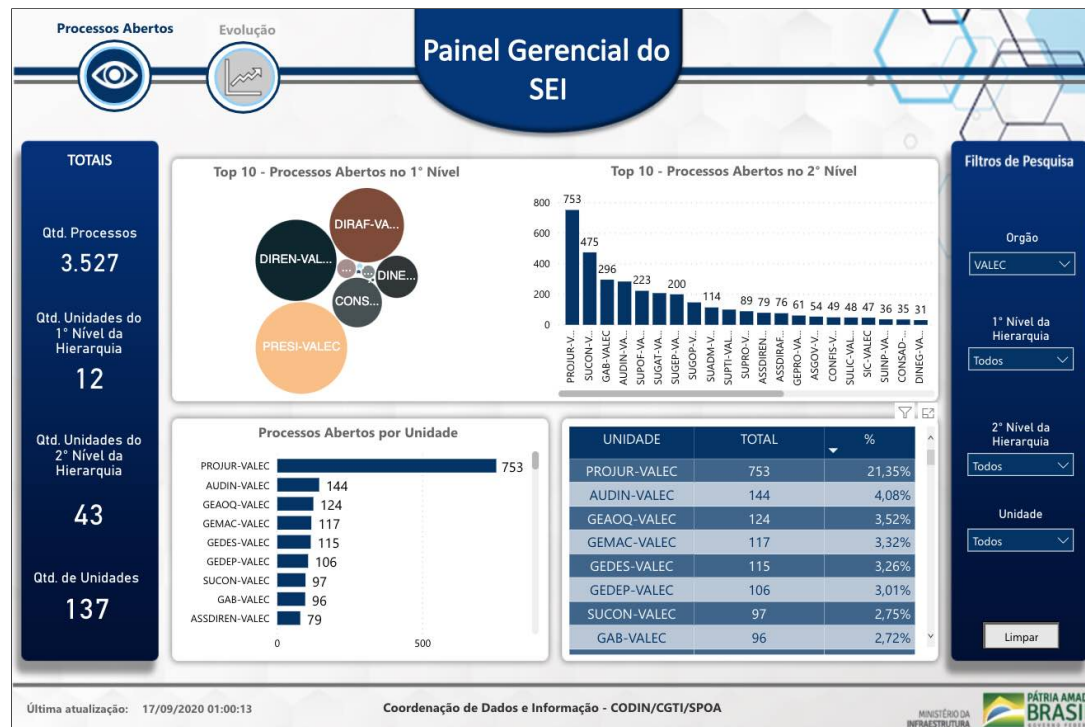 Processos Abertos
Evolução
Painel Gerencial do
SEI
TOTAIS
Qtd. Processos
3.527
Qtd. Unidades do
1° Nível da
Hierarquia
12
Qtd. Unidades do
2° Nível da
Hierarquia
43
Qtd. de Unidades
137
Top 10 - Processos Abertos no 1° Nível
DIRAF-VA...
DIREN-VAL...
...
...
DINE...
CONS...
PRESI-VALEC
Top 10 - Processos Abertos no 2° Nível
800
600
400
200
0
753
475
296
223
200
114
89
79
76
61
54
49
48
47
36
35
31
PROJUR-V...
SUCON-V...
GAB-VALEC
AUDIN-VA...
SUPOF-VA...
SUGAT-VA...
SUGEP-VA...
SUGOP-V...
SUADM-V...
SUPTI-VAL...
SUPRO-V...
ASSDIREN...
ASSDIRAF...
GEPRO-VA...
ASGOV-V...
CONFIS-V...
SULIC-VAL...
SIC-VALEC
SUINP-VA...
CONSAD-...
DINEG-VA...
Processos Abertos por Unidade
PROJUR-VALEC 753
AUDIN-VALEC 144
GEAOQ-VALEC 124
GEMAC-VALEC 117
GEDES-VALEC 115
GEDEP-VALEC 106
SUCON-VALEC 97
GAB-VALEC 96
ASSDIREN-VALEC 79
0 500
UNIDADE TOTAL %
PROJUR-VALEC 753 21,35%
AUDIN-VALEC 144 4,08%
GEAOQ-VALEC 124 3,52%
GEMAC-VALEC 117 3,32%
GEDES-VALEC 115 3,26%
GEDEP-VALEC 106 3,01%
SUCON-VALEC 97 2,75%
GAB-VALEC 96 2,72%
Filtros de Pesquisa
Orgão
VALEC
1° Nível da
Hierarquia
Todos
2° Nível da
Hierarquia
Todos
Unidade
Todos
Limpar
Última atualização: 17/09/2020 01:00:13
Coordenação de Dados e Informação - CODIN/CGTI/SPOA
MINISTÉRIO DA
INFRAESTRUTURA
PÁTRIA AMAD
BRASI